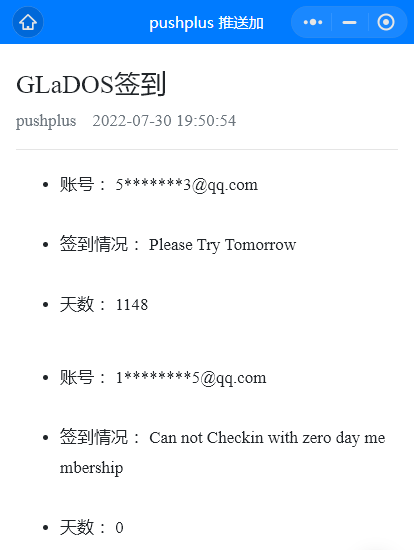 pushplus 推送加
GLaDOS签到
pushplus 2022-07-30 19:50:54
账号： 5*******3@qq.com
签到情况： Please Try Tomorrow
天数： 1148
账号： 1********5@qq.com
签到情况： Can not Checkin with zero day me
mbership
天数： 0